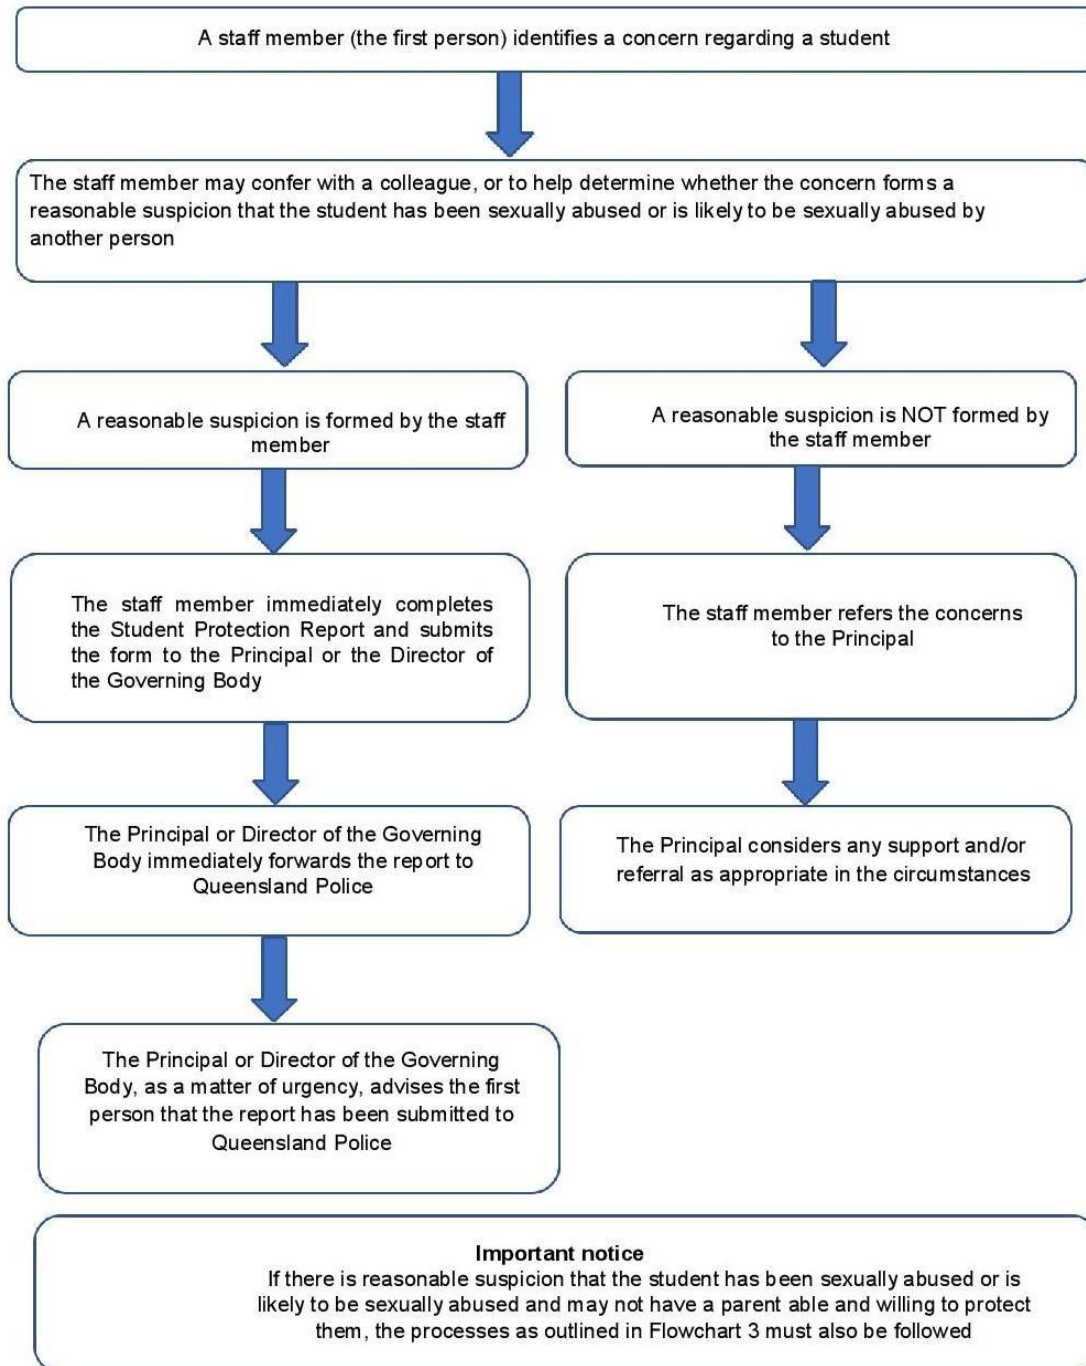 A staff member (the first person) identifies a concern regarding a student
The staff member may confer with a colleague, or to help determine whether the concern forms a
reasonable suspicion that the student has been sexually abused or is likely to be sexually abused by
another person
A reasonable suspicion is formed by the staff
member
A reasonable suspicion is NOT formed by
the staff member
The staff member immediately completes
the Student Protection Report and submits
the form to the Principal or the Director of
the Governing Body
The staff member refers the concerns
to the Principal
The Principal or Director of the Governing
Body immediately forwards the report to
Queensland Police
The Principal considers any support and/or
referral as appropriate in the circumstances
The Principal or Director of the Governing
Body, as a matter of urgency, advises the first
person that the report has been submitted to
Queensland Police
Important notice
If there is reasonable suspicion that the student has been sexually abused or is
likely to be sexually abused and may not have a parent able and willing to protect
them, the processes as outlined in Flowchart 3 must also be followed